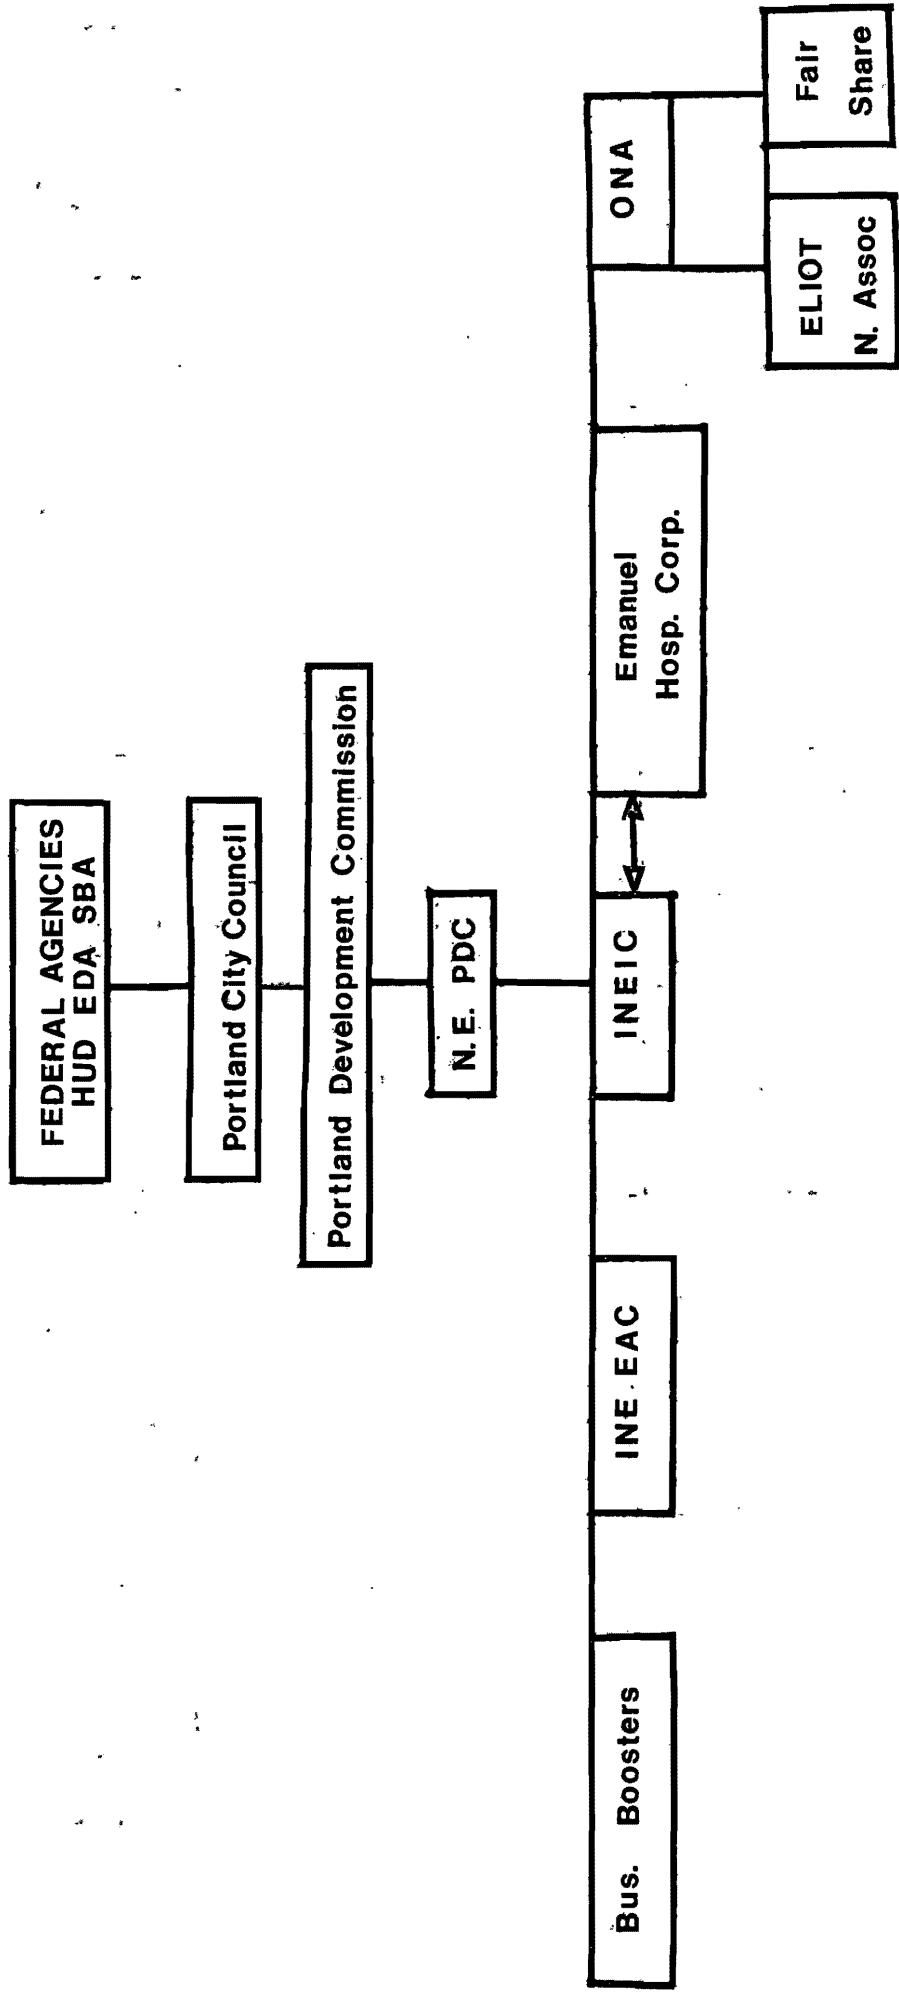 FEDERAL AGENCIES
HUD EDA SBA
Portland City Council
Portland Development Commission
N.E. PDC
Bus. Boosters
INE EAC
INEIC
Emanuel
Hosp. Corp.
ONA
ELIOT
N. Assoc
Fair
Share